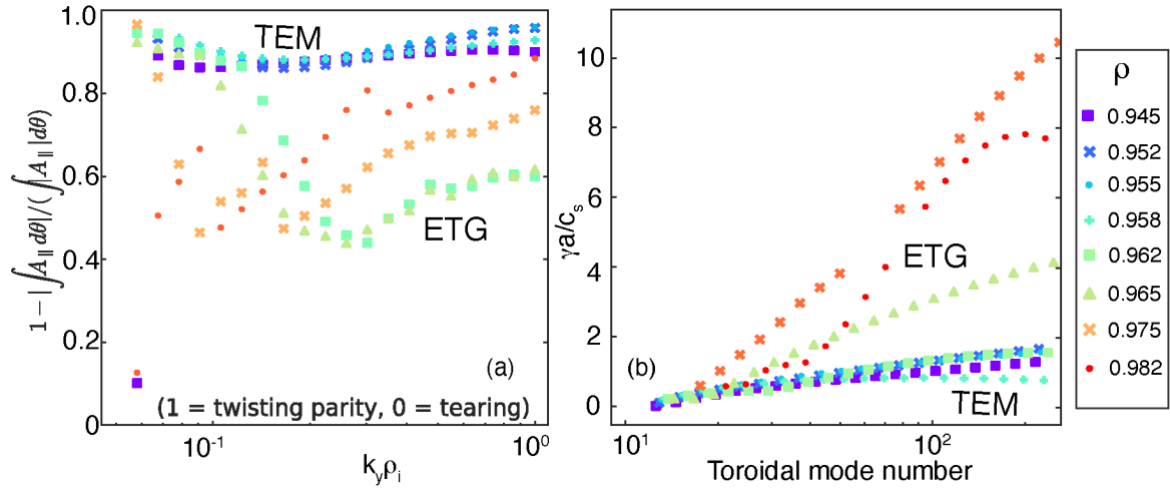 1.0
0.8
0.6
0.4
0.2
0
1 − |∫A∥dθ|/(∫|A∥|dθ)
TEM
ETG
(a)
(1 = twisting parity, 0 = tearing)
10⁻¹
10⁰
kᵧρᵢ
10
8
6
4
2
0
γa/cₛ
ETG
(b)
TEM
10¹
10²
Toroidal mode number
ρ
0.945
0.952
0.955
0.958
0.962
0.965
0.975
0.982